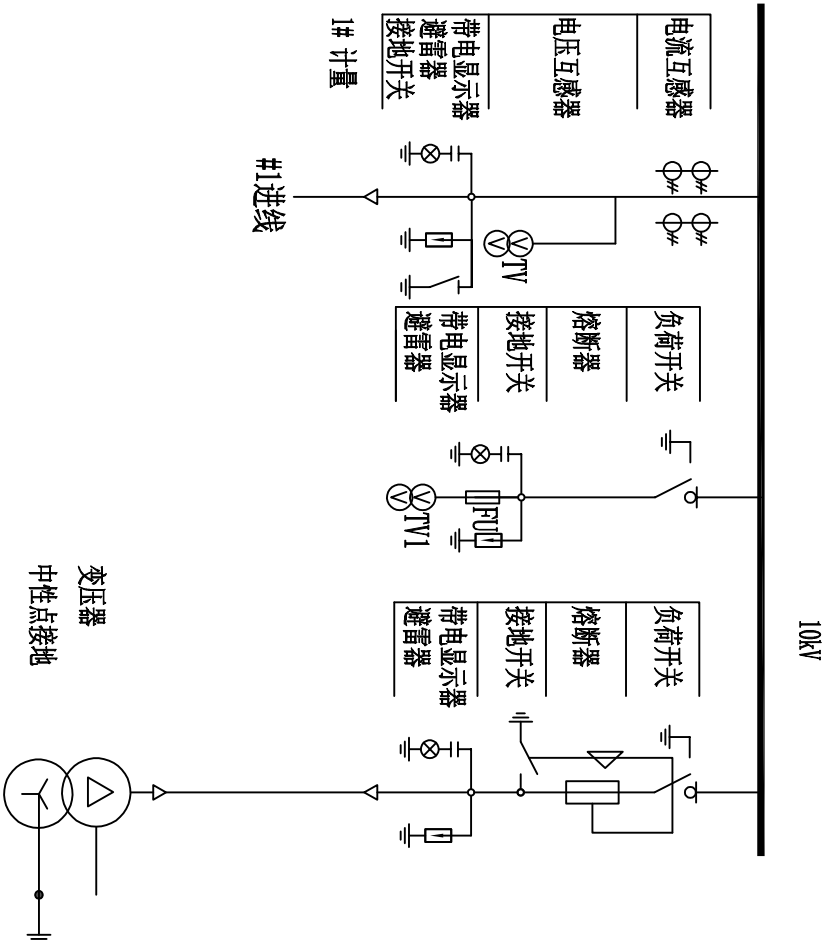 10kV
电流互感器
电压互感器
带电显示器
避雷器
接地开关
1# 计量
#1进线
TV
负荷开关
熔断器
接地开关
带电显示器
避雷器
FU
TV1
负荷开关
熔断器
接地开关
带电显示器
避雷器
变压器
中性点接地
V
V
V
V